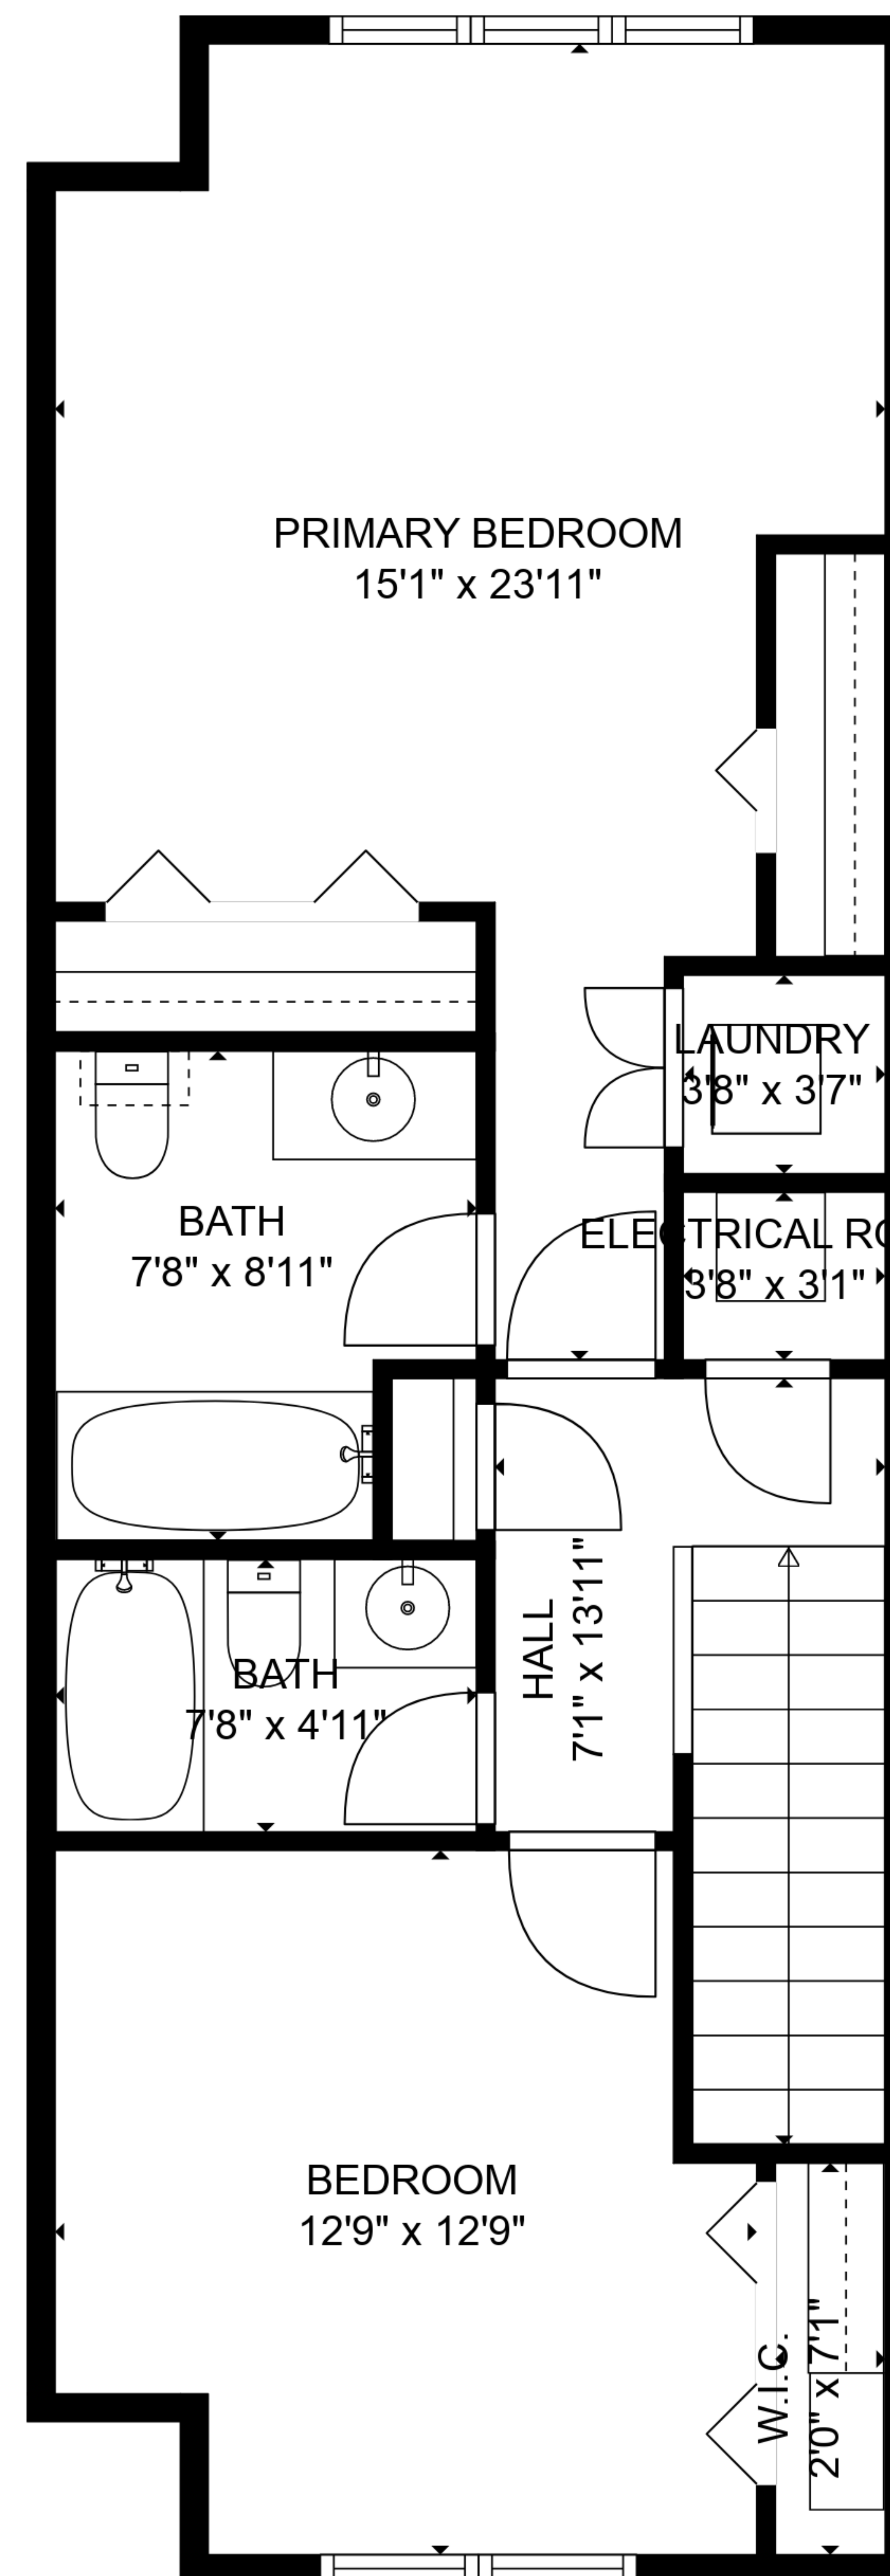 PRIMARY BEDROOM
15'1" x 23'11"
LAUNDRY
3'8" x 3'7"
BATH
7'8" x 8'11"
ELECTRICAL RO
3'8" x 3'1"
HALL
7'1" x 13'11"
BATH
7'8" x 4'11"
BEDROOM
12'9" x 12'9"
W.I.C.
2'0" x 7'1"